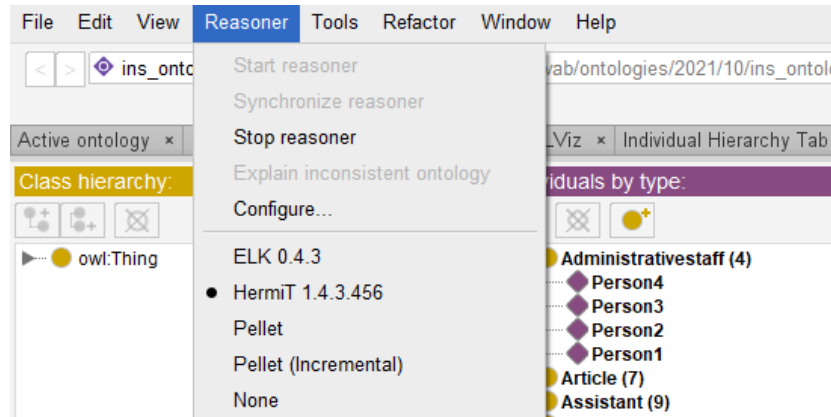 File Edit View Reasoner Tools Refactor Window Help
< > ins_onto
vab/ontologies/2021/10/ins_ontol
Start reasoner
Synchronize reasoner
Stop reasoner
Explain inconsistent ontology
Configure...
ELK 0.4.3
HermiT 1.4.3.456
Pellet
Pellet (Incremental)
None
Active ontology ×
LViz × Individual Hierarchy Tab
Class hierarchy:
owl:Thing
viduals by type:
Administrativestaff (4)
Person4
Person3
Person2
Person1
Article (7)
Assistant (9)